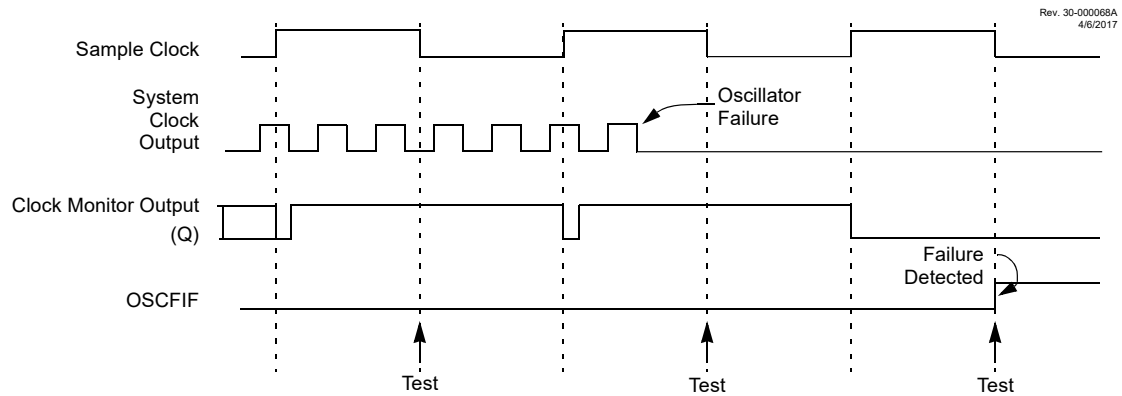 Rev. 30-000068A
4/6/2017
Sample Clock
System
Clock
Output
Oscillator
Failure
Clock Monitor Output
(Q)
Failure
Detected
OSCFIF
Test
Test
Test